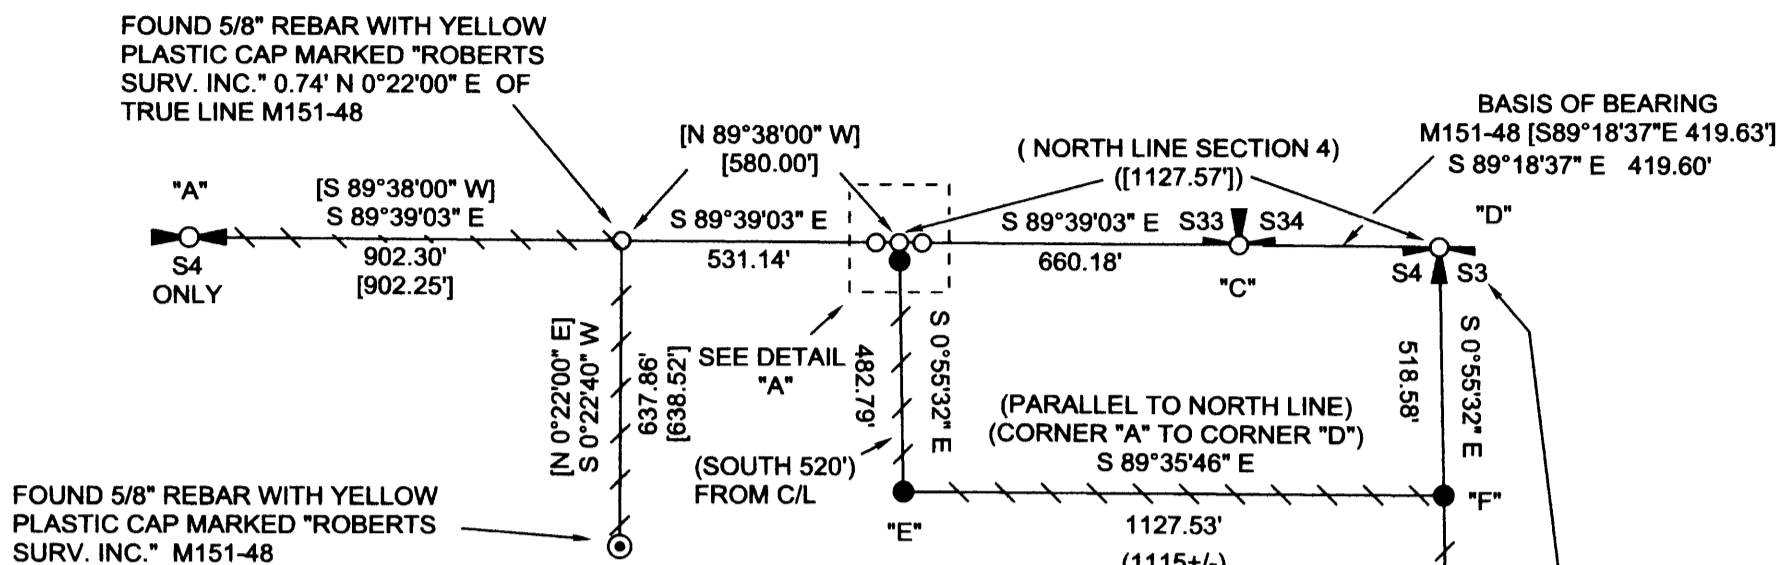 FOUND 5/8" REBAR WITH YELLOW
PLASTIC CAP MARKED "ROBERTS
SURV. INC." 0.74' N 0°22'00" E OF
TRUE LINE M151-48
[N 89°38'00" W]
[580.00']
( NORTH LINE SECTION 4)
([1127.57'])
BASIS OF BEARING
M151-48 [S89°18'37"E 419.63']
S 89°18'37" E 419.60'
"A"
[S 89°38'00" W]
S 89°39'03" E
S 89°39'03" E
S 89°39'03" E
S33
S34
"D"
S4
ONLY
902.30'
[902.25']
531.14'
660.18'
"C"
S4
S3
[N 0°22'00" E]
S 0°22'40" W
637.86'
[638.52']
SEE DETAIL
"A"
482.79'
S 0°55'32" E
518.58'
S 0°55'32" E
(PARALLEL TO NORTH LINE)
(CORNER "A" TO CORNER "D")
S 89°35'46" E
(SOUTH 520')
FROM C/L
"E"
1127.53'
(1115+/-)
"F"
FOUND 5/8" REBAR WITH YELLOW
PLASTIC CAP MARKED "ROBERTS
SURV. INC." M151-48